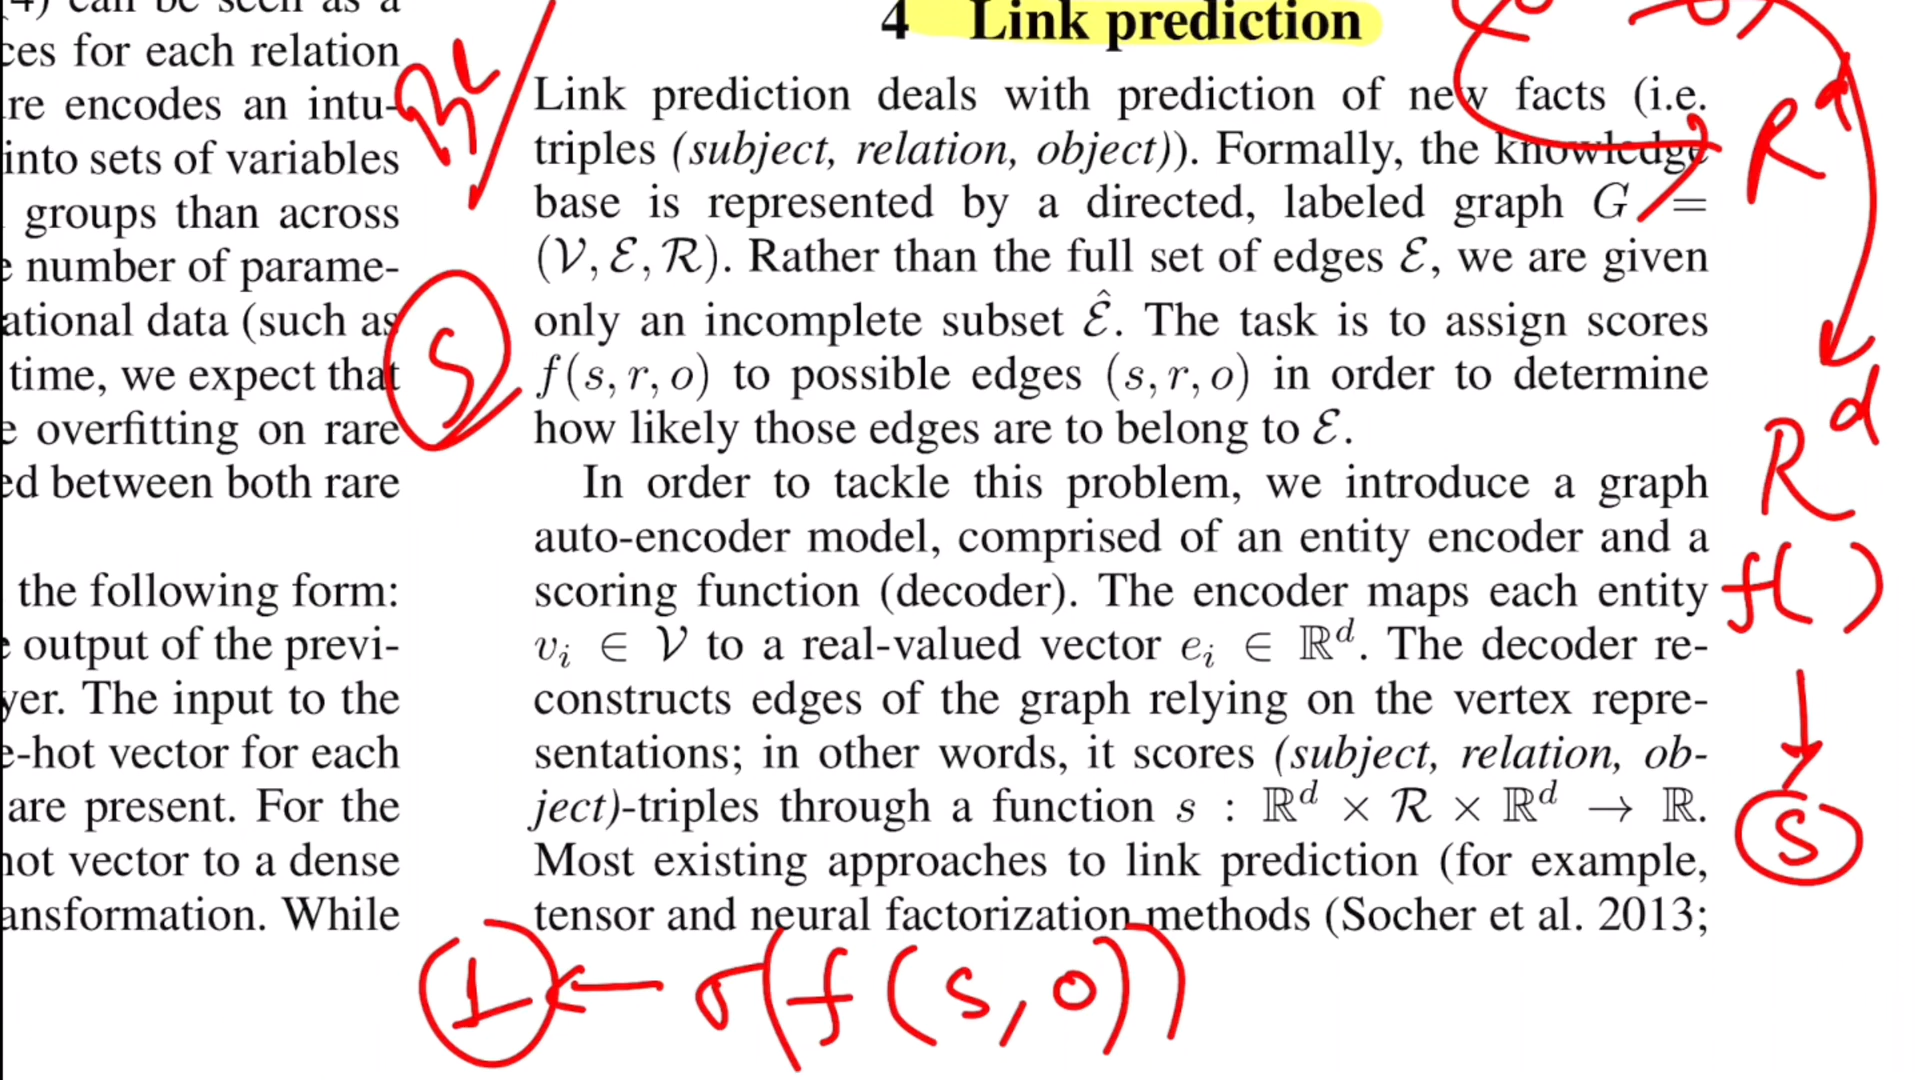 4) can be seen as a
ces for each relation
re encodes an intu-
into sets of variables
groups than across
e number of parame-
ational data (such as
time, we expect that
e overfitting on rare
ed between both rare
the following form:
e output of the previ-
yer. The input to the
e-hot vector for each
are present. For the
hot vector to a dense
ansformation. While
4 Link prediction
Link prediction deals with prediction of new facts (i.e.
triples (subject, relation, object)). Formally, the knowledge
base is represented by a directed, labeled graph G =
(𝒱, ℰ, ℛ). Rather than the full set of edges ℰ, we are given
only an incomplete subset ℰ̂. The task is to assign scores
f(s, r, o) to possible edges (s, r, o) in order to determine
how likely those edges are to belong to ℰ.
In order to tackle this problem, we introduce a graph
auto-encoder model, comprised of an entity encoder and a
scoring function (decoder). The encoder maps each entity
vᵢ ∈ 𝒱 to a real-valued vector eᵢ ∈ ℝᵈ. The decoder re-
constructs edges of the graph relying on the vertex repre-
sentations; in other words, it scores (subject, relation, ob-
ject)-triples through a function s : ℝᵈ × ℛ × ℝᵈ → ℝ.
Most existing approaches to link prediction (for example,
tensor and neural factorization methods (Socher et al. 2013;
S
Rᵈ
Rᵈ
f( )
S
1 ← σ(f(s,o))